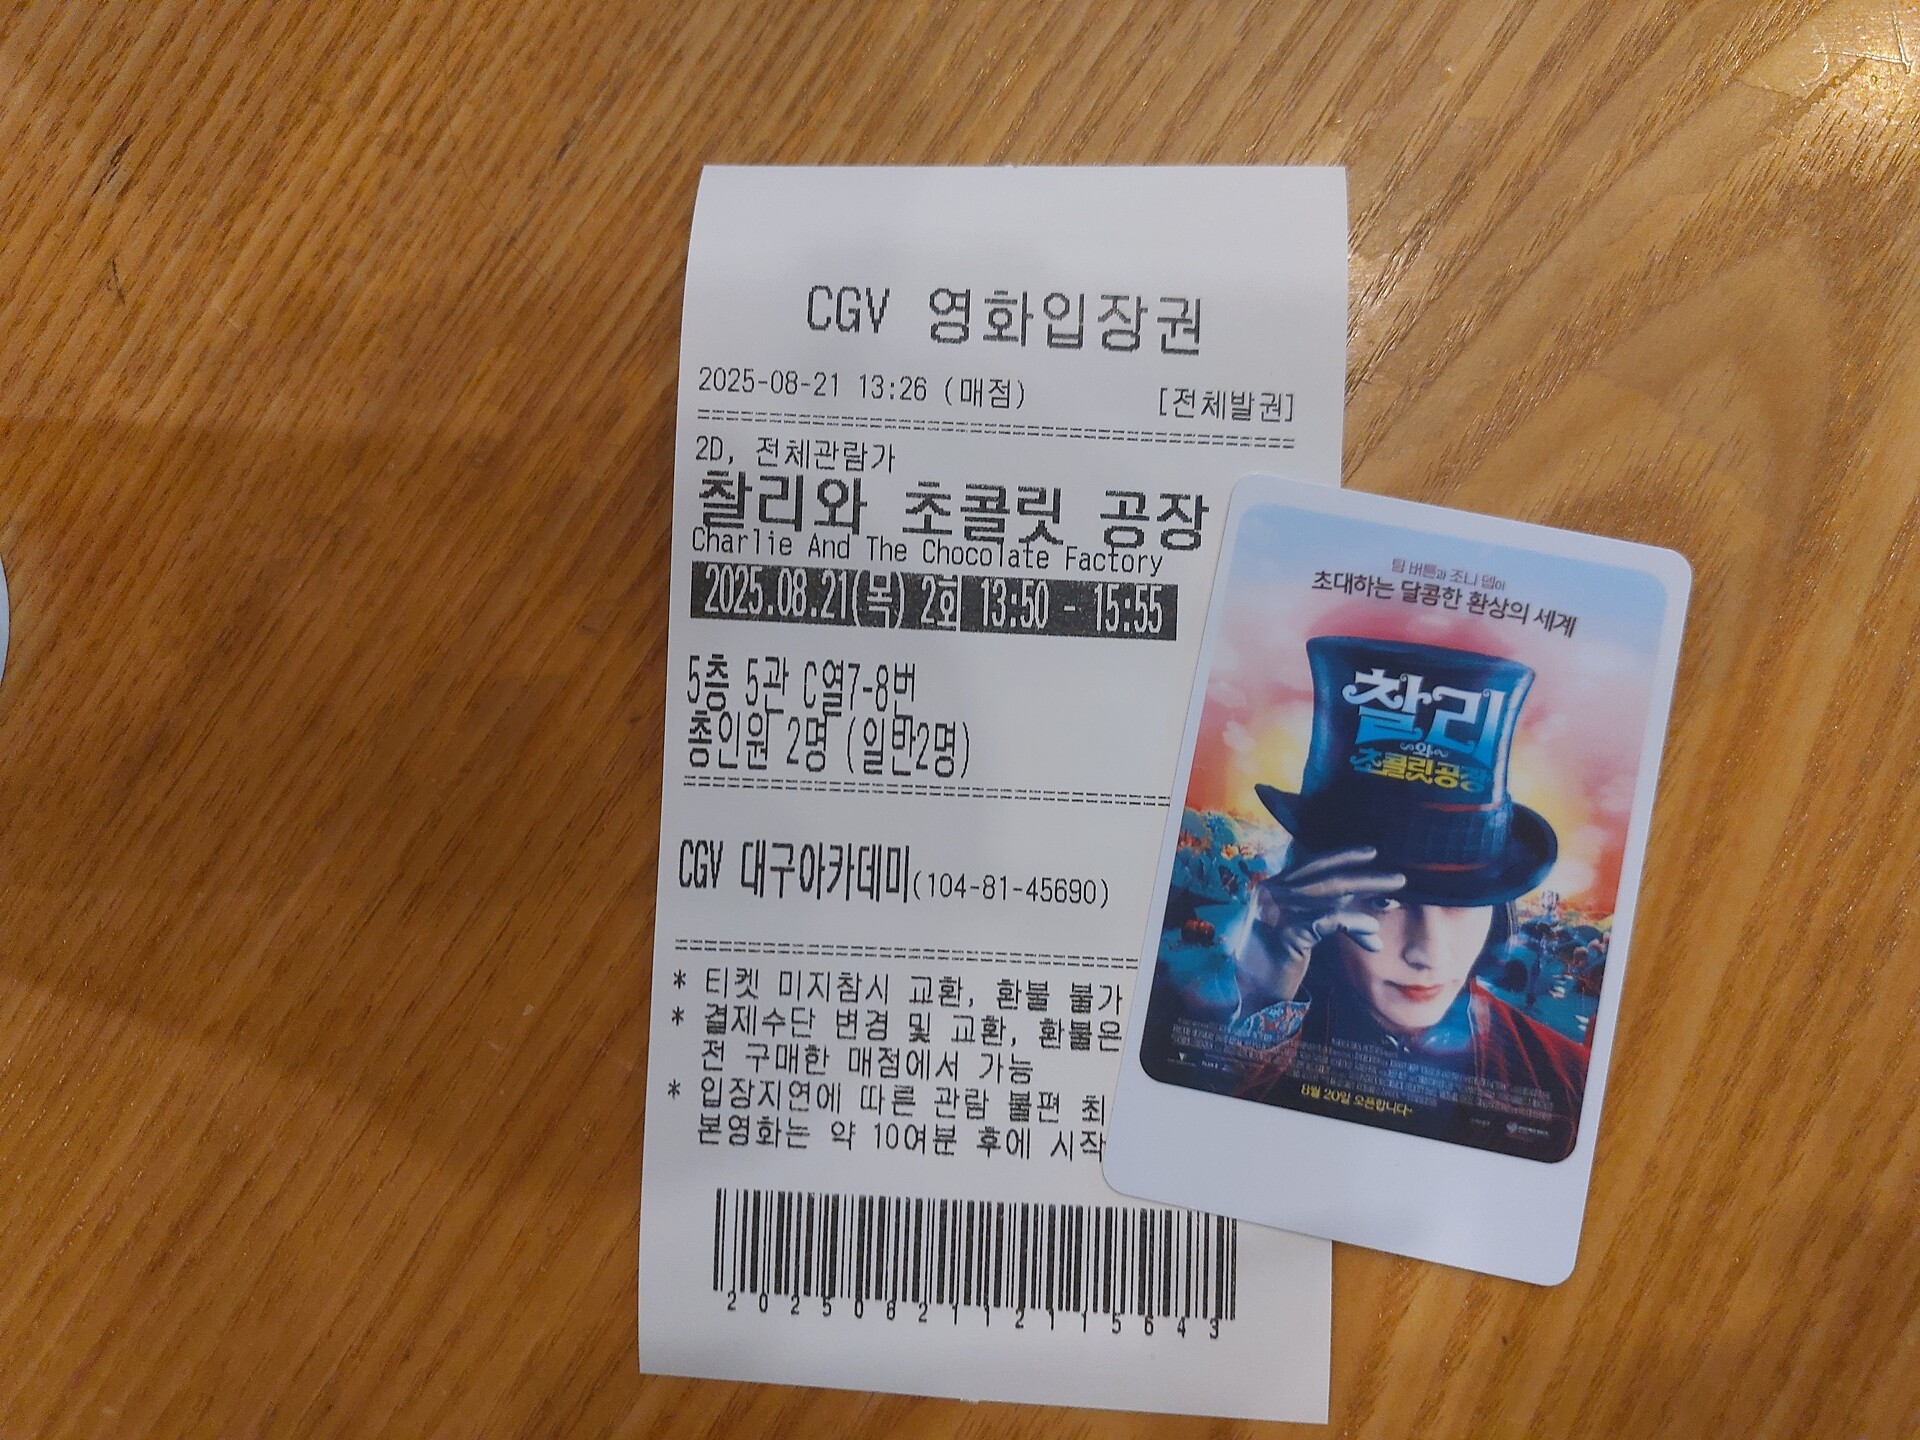 CGV 영화입장권
2025-08-21 13:26 (매점) [전체발권]
2D, 전체관람가
찰리와 초콜릿 공장
Charlie And The Chocolate Factory
2025.08.21(목) 2회 13:50 - 15:55
5층 5관 C열7-8번
총인원 2명 (일반2명)
CGV 대구아카데미(104-81-45690)
* 티켓 미지참시 교환, 환불 불가
* 결제수단 변경 및 교환, 환불은
전 구매한 매점에서 가능
* 입장지연에 따른 관람 불편 최
본영화는 약 10여분 후에 시작
2025082112115643
팀 버튼과 조니 뎁이
초대하는 달콤한 환상의 세계
찰리
와
초콜릿공장
8월 20일 오픈합니다~